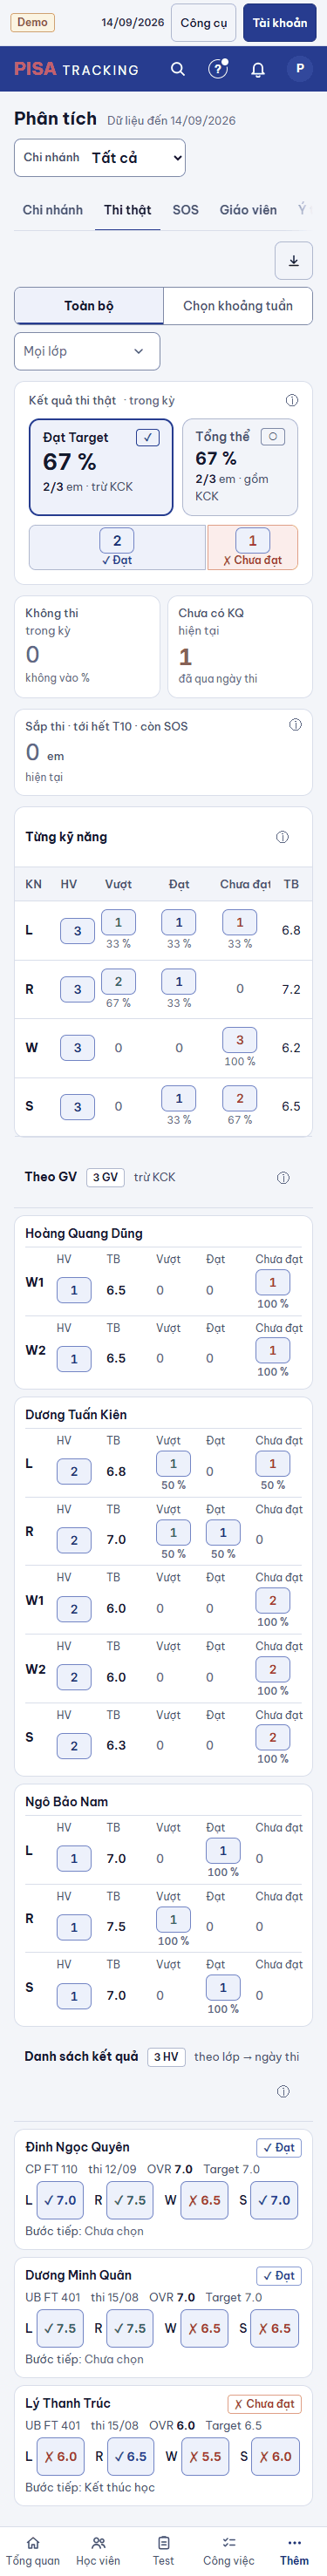 Demo 14/09/2026 Công cụ Tài khoản
PISA TRACKING ? P
Phân tích Dữ liệu đến 14/09/2026
Chi nhánh Tất cả
Chi nhánh Thi thật SOS Giáo viên Ý
Toàn bộ Chọn khoảng tuần
Mọi lớp
Kết quả thi thật · trong kỳ
Đạt Target ✓
67 %
2/3 em · trừ KCK
Tổng thể ○
67 %
2/3 em · gồm
KCK
2
✓ Đạt
1
✗ Chưa đạt
Không thi
trong kỳ
0
không vào %
Chưa có KQ
hiện tại
1
đã qua ngày thi
Sắp thi · tới hết T10 · còn SOS
0 em
hiện tại
Từng kỹ năng
KN HV Vượt Đạt Chưa đạt TB
L 3 1 1 1 6.8
33 % 33 % 33 %
R 3 2 1 0 7.2
67 % 33 %
W 3 0 0 3 6.2
100 %
S 3 0 1 2 6.5
33 % 67 %
Theo GV 3 GV trừ KCK
Hoàng Quang Dũng
HV TB Vượt Đạt Chưa đạt
W1 1 6.5 0 0 1
100 %
HV TB Vượt Đạt Chưa đạt
W2 1 6.5 0 0 1
100 %
Dương Tuấn Kiên
HV TB Vượt Đạt Chưa đạt
L 2 6.8 1 0 1
50 % 50 %
HV TB Vượt Đạt Chưa đạt
R 2 7.0 1 1 0
50 % 50 %
HV TB Vượt Đạt Chưa đạt
W1 2 6.0 0 0 2
100 %
HV TB Vượt Đạt Chưa đạt
W2 2 6.0 0 0 2
100 %
HV TB Vượt Đạt Chưa đạt
S 2 6.3 0 0 2
100 %
Ngô Bảo Nam
HV TB Vượt Đạt Chưa đạt
L 1 7.0 0 1 0
100 %
HV TB Vượt Đạt Chưa đạt
R 1 7.5 1 0 0
100 %
HV TB Vượt Đạt Chưa đạt
S 1 7.0 0 1 0
100 %
Danh sách kết quả 3 HV theo lớp → ngày thi
Đinh Ngọc Quyên ✓ Đạt
CP FT 110 thi 12/09 OVR 7.0 Target 7.0
L ✓ 7.0 R ✓ 7.5 W ✗ 6.5 S ✓ 7.0
Bước tiếp: Chưa chọn
Dương Minh Quân ✓ Đạt
UB FT 401 thi 15/08 OVR 7.0 Target 7.0
L ✓ 7.5 R ✓ 7.5 W ✗ 6.5 S ✗ 6.5
Bước tiếp: Chưa chọn
Lý Thanh Trúc ✗ Chưa đạt
UB FT 401 thi 15/08 OVR 6.0 Target 6.5
L ✗ 6.0 R ✓ 6.5 W ✗ 5.5 S ✗ 6.0
Bước tiếp: Kết thúc học
Tổng quan Học viên Test Công việc Thêm